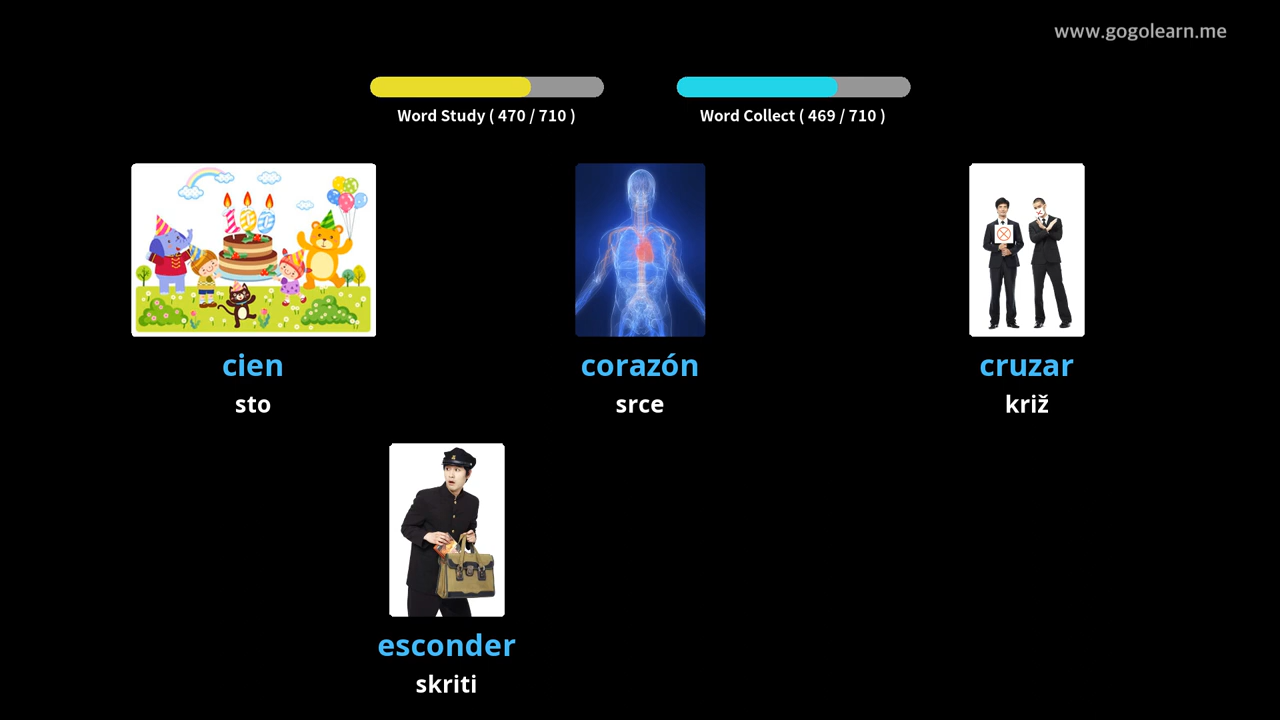 www.gogolearn.me
Word Study ( 470 / 710 )
Word Collect ( 469 / 710 )
100
cien
sto
corazón
srce
cruzar
križ
esconder
skriti